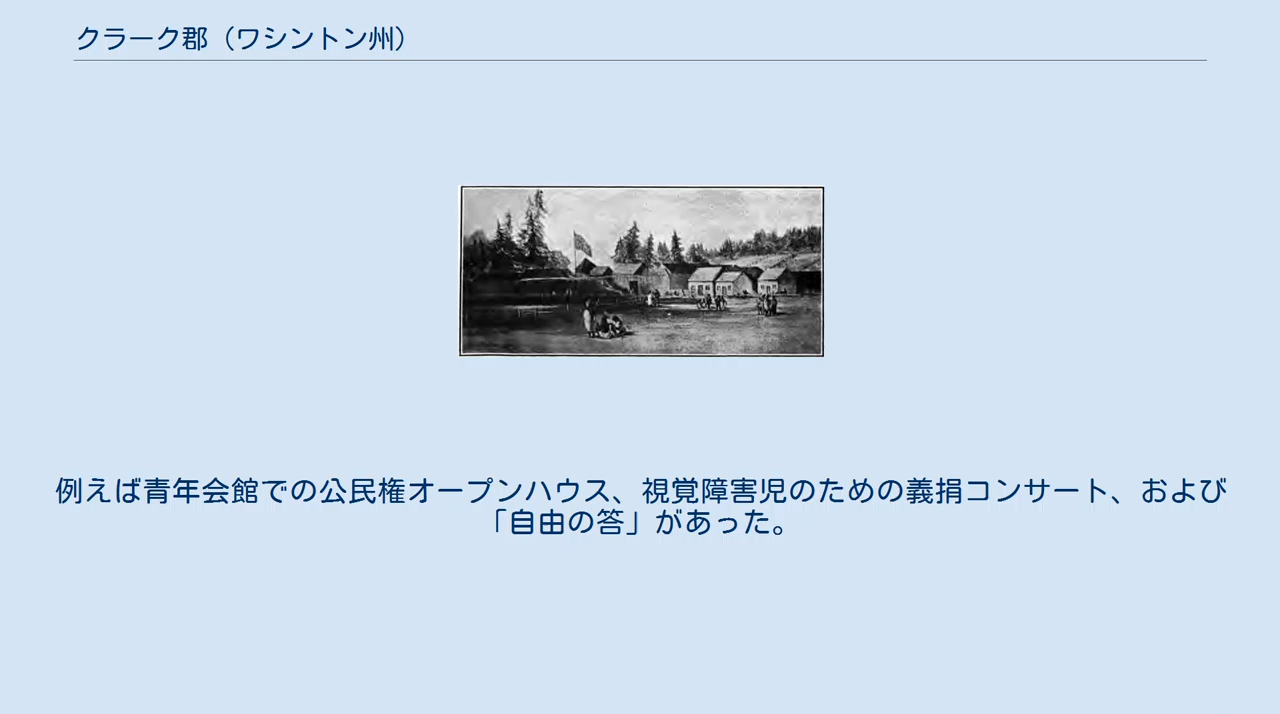 クラーク郡（ワシントン州）
例えば青年会館での公民権オープンハウス、視覚障害児のための義捐コンサート、および
「自由の答」があった。